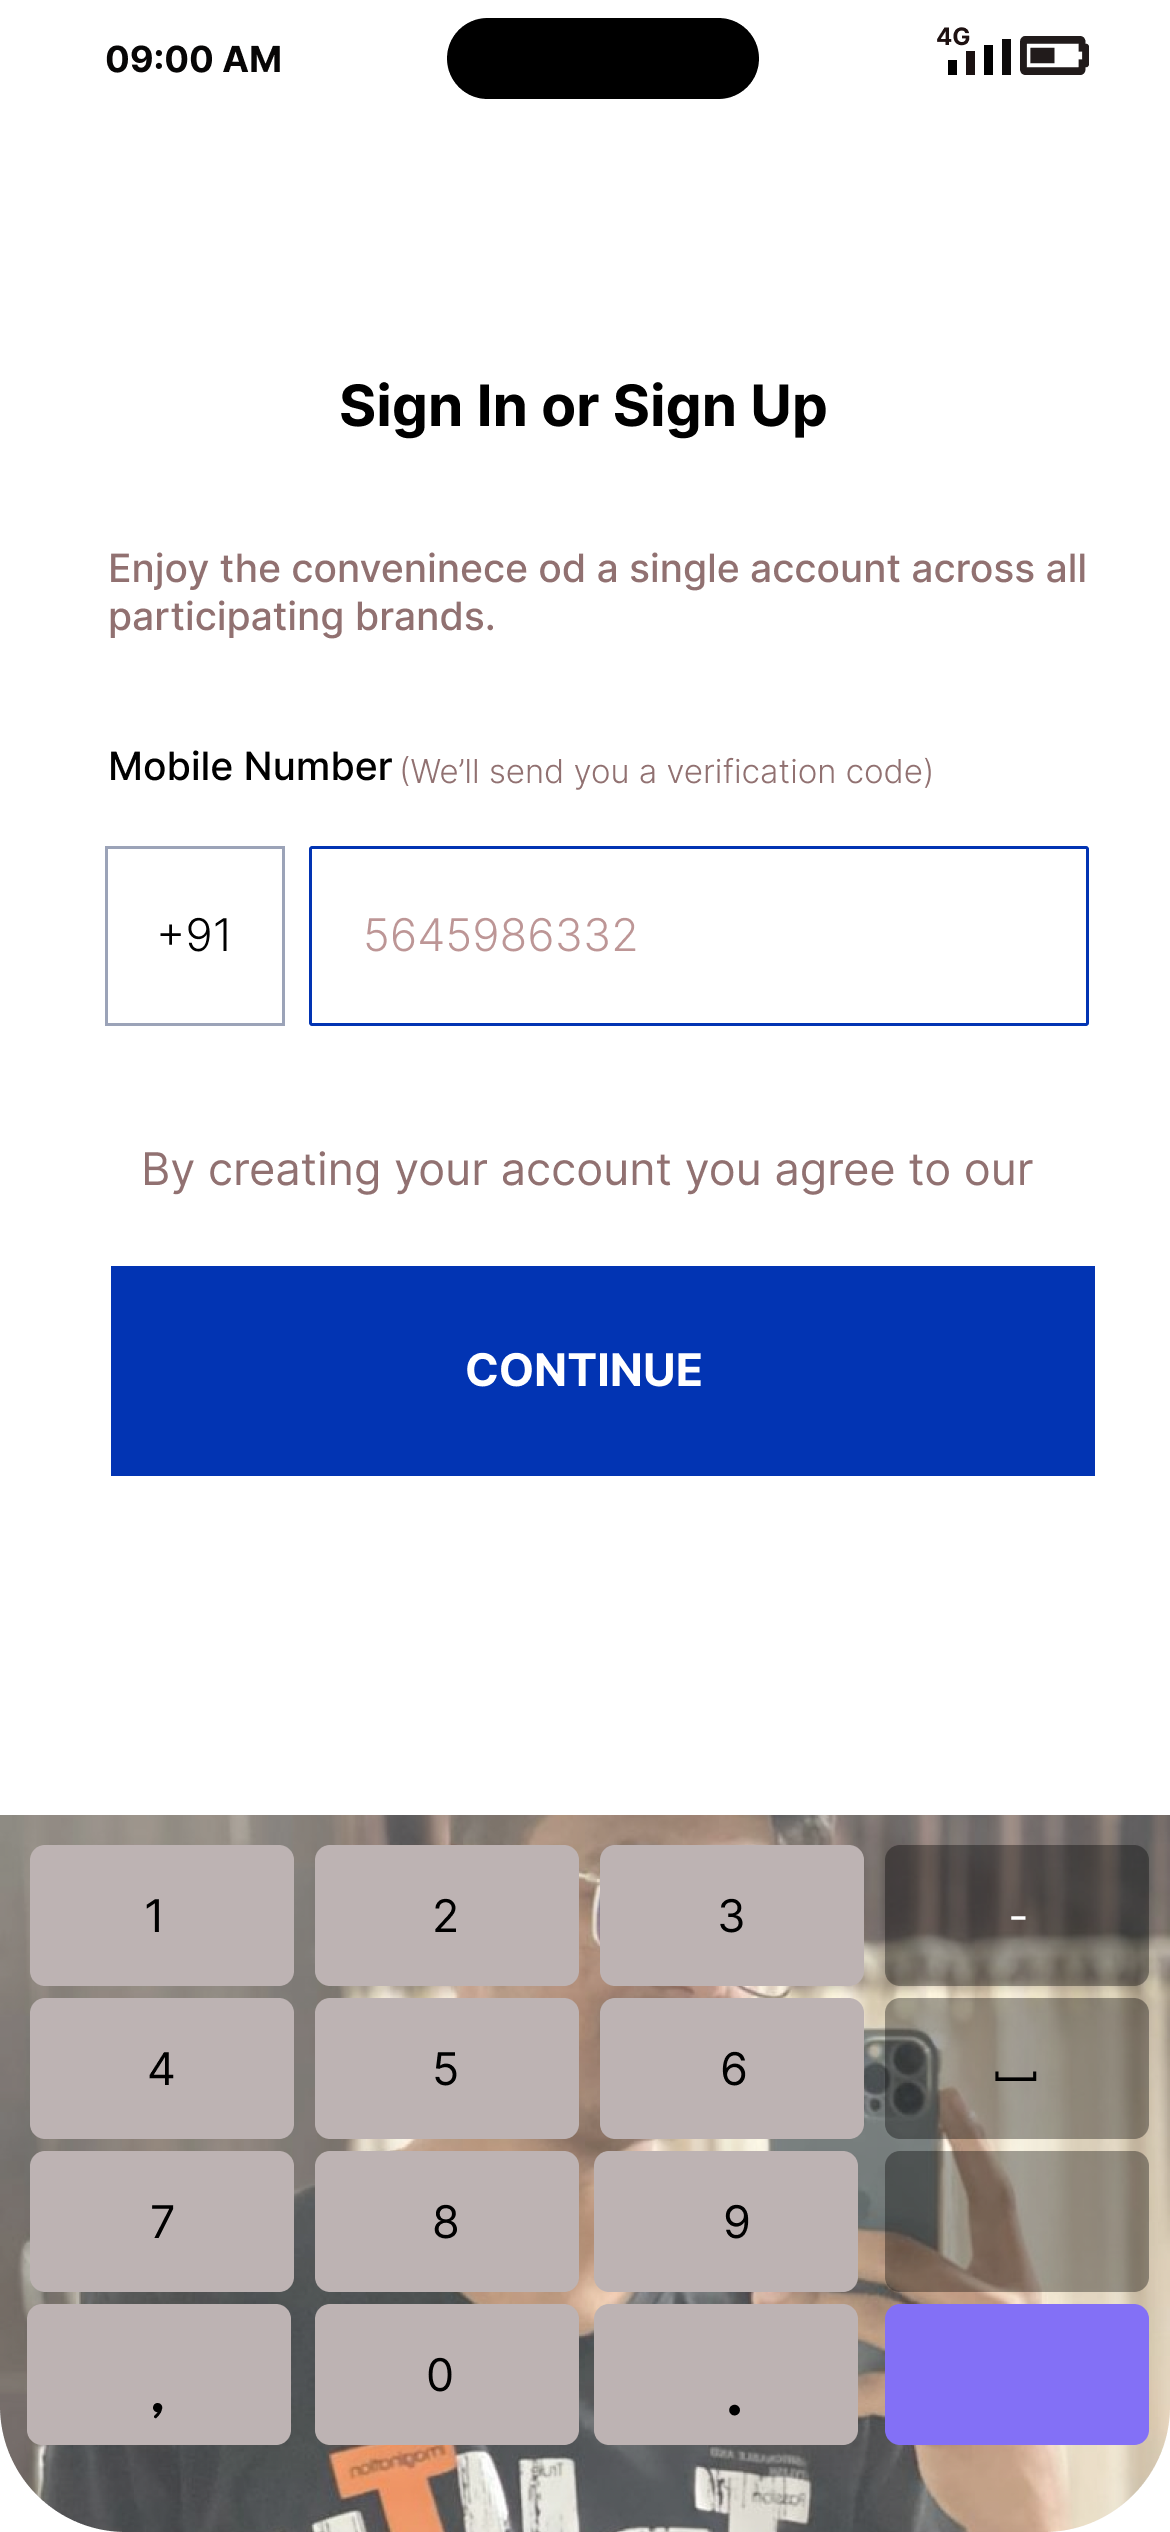 09:00 AM
4G
Sign In or Sign Up
Enjoy the conveninece od a single account across all
participating brands.
Mobile Number (We’ll send you a verification code)
+91 5645986332
By creating your account you agree to our
CONTINUE
1 2 3 -
4 5 6 ⎵
7 8 9
, 0 .